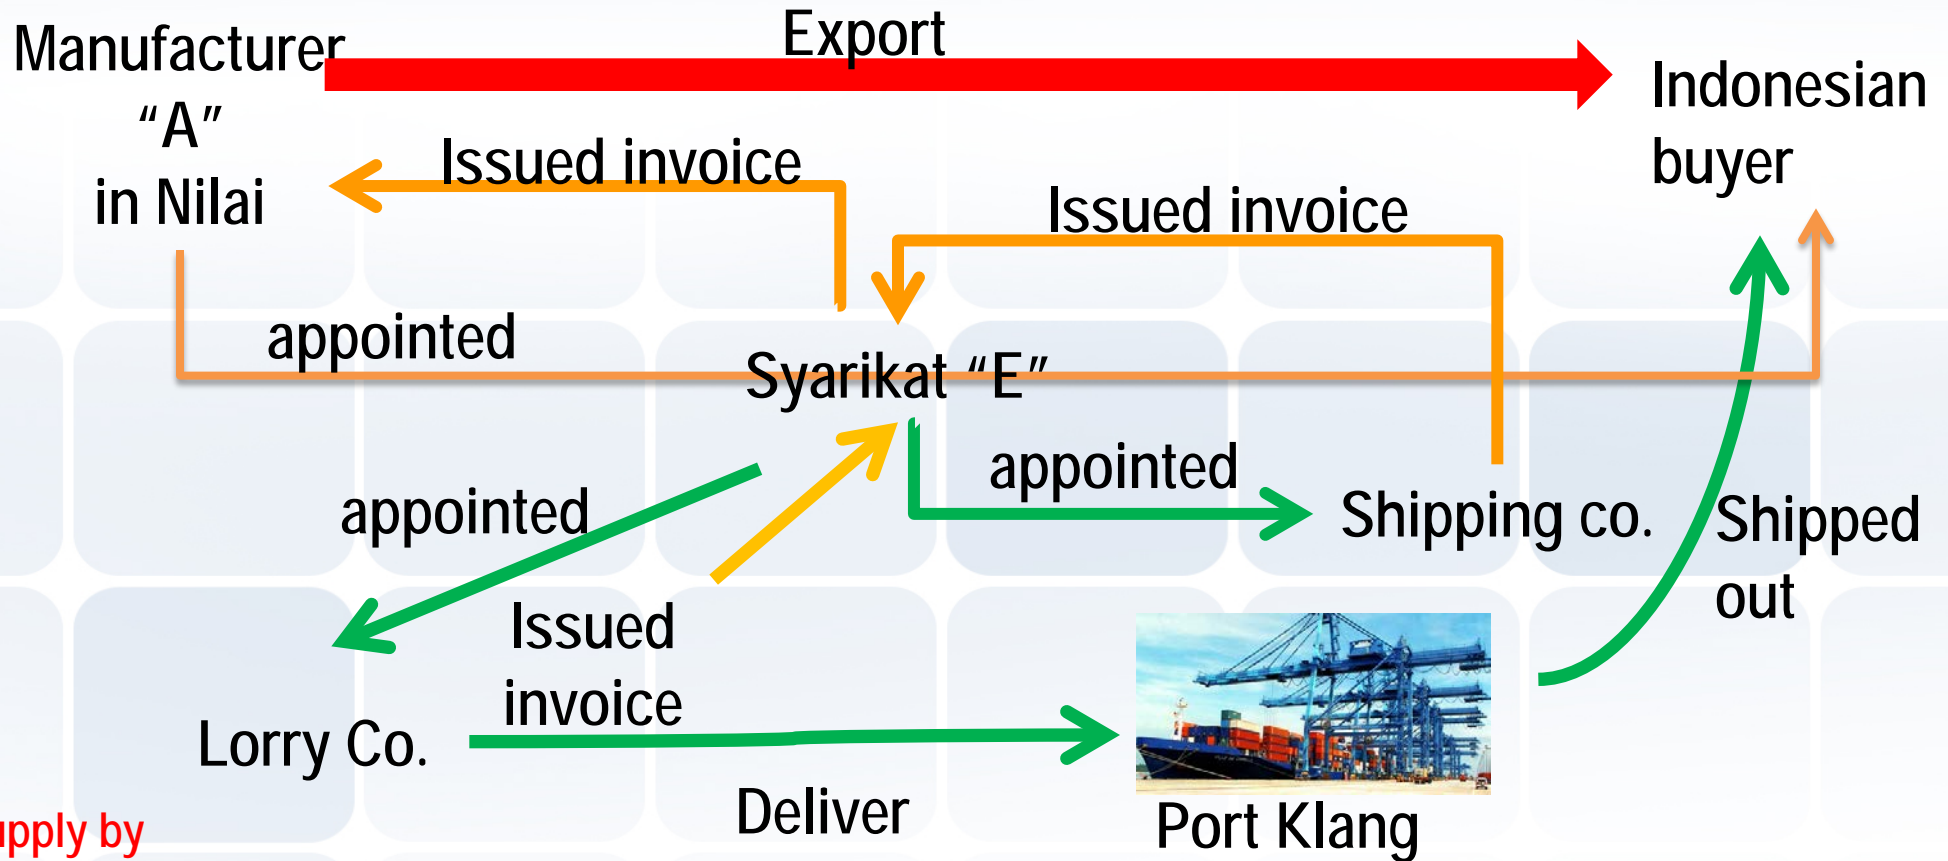 Export
Manufacturer
“A”
in Nilai
Indonesian
buyer
Issued invoice
Issued invoice
appointed
Syarikat “E”
appointed
appointed
Shipping co.
Shipped
out
Issued
invoice
Lorry Co.
Deliver
Port Klang
upply by